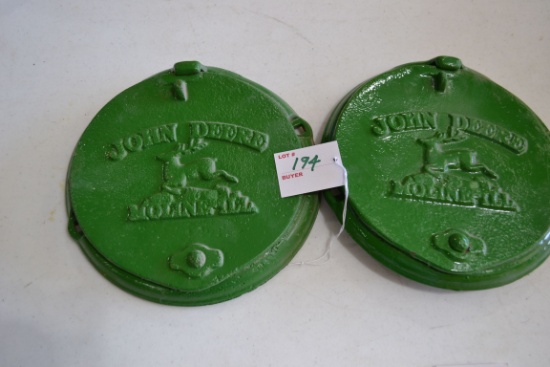 JOHN DEERE
MOLINE-ILL
LOT #
194
BUYER
JOHN DEERE
MOLINE-ILL